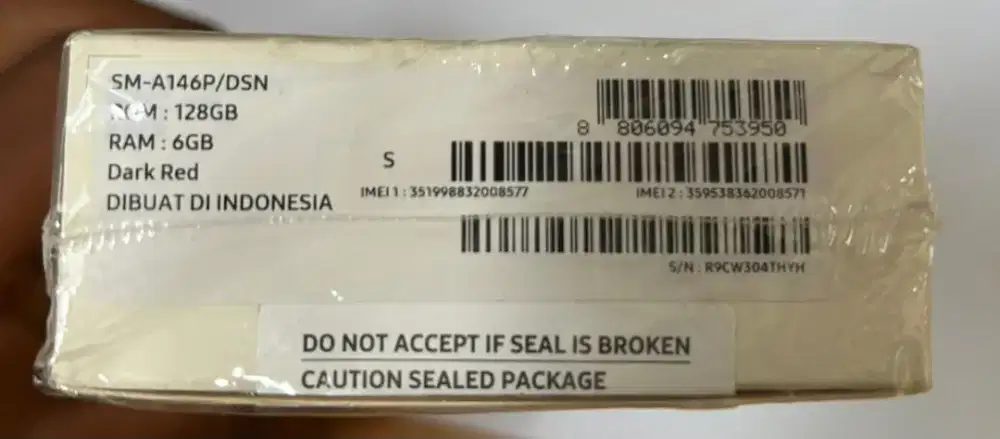 SM-A146P/DSN
ROM : 128GB
RAM : 6GB
Dark Red
DIBUAT DI INDONESIA
8 806094 753950
S
IMEI 1 : 351998832008577
IMEI 2 : 359538362008571
S/N : R9CW304THYH
DO NOT ACCEPT IF SEAL IS BROKEN
CAUTION SEALED PACKAGE